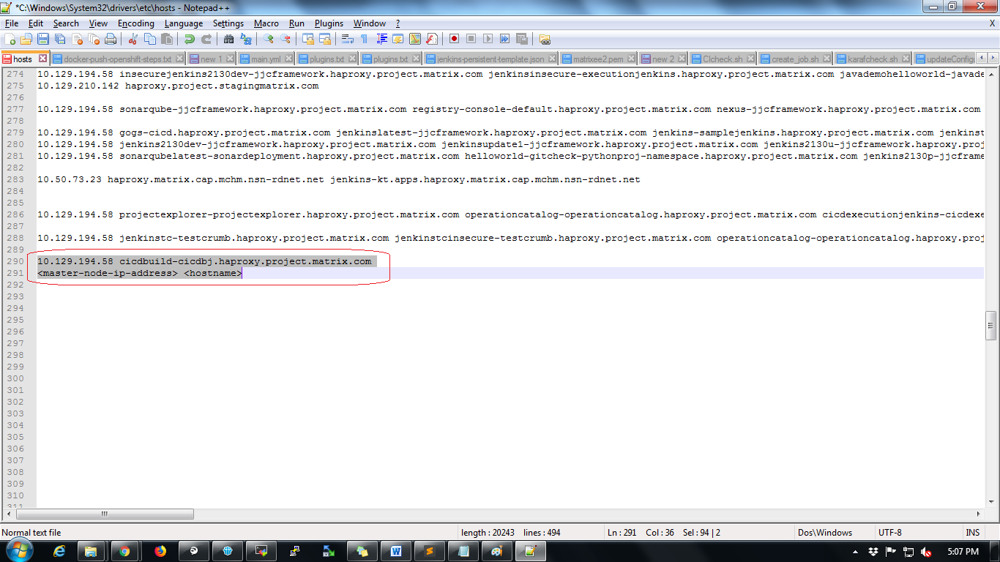 *C:\Windows\System32\drivers\etc\hosts - Notepad++
File Edit Search View Encoding Language Settings Macro Run Plugins Window ? X
hosts docker-push-openshift-steps.txt new 1 main.yml plugins.txt plugins.txt jenkins-persistent-template.json matrixee2.pem new 2 CIcheck.sh create_job.sh karafcheck.sh updateConfigu
274 10.129.194.58 insecurejenkins2130dev-jjcframework.haproxy.project.matrix.com jenkinsinsecure-executionjenkins.haproxy.project.matrix.com javademohelloworld-javade
275 10.129.210.142 haproxy.project.stagingmatrix.com
276
277 10.129.194.58 sonarqube-jjcframework.haproxy.project.matrix.com registry-console-default.haproxy.project.matrix.com nexus-jjcframework.haproxy.project.matrix.com
278
279 10.129.194.58 gogs-cicd.haproxy.project.matrix.com jenkinslatest-jjcframework.haproxy.project.matrix.com jenkins-samplejenkins.haproxy.project.matrix.com jenkinst
280 10.129.194.58 jenkins2130dev-jjcframework.haproxy.project.matrix.com jenkinsupdate1-jjcframework.haproxy.project.matrix.com jenkins2130u-jjcframework.haproxy.proj
281 10.129.194.58 sonarqubelatest-sonardeployment.haproxy.project.matrix.com helloworld-gitcheck-pythonproj-namespace.haproxy.project.matrix.com jenkins2130p-jjcframe
282
283 10.50.73.23 haproxy.matrix.cap.mchm.nsn-rdnet.net jenkins-kt.apps.haproxy.matrix.cap.mchm.nsn-rdnet.net
284
285
286 10.129.194.58 projectexplorer-projectexplorer.haproxy.project.matrix.com operationcatalog-operationcatalog.haproxy.project.matrix.com cicdexecutionjenkins-cicdexe
287
288 10.129.194.58 jenkinstc-testcrumb.haproxy.project.matrix.com jenkinstcinsecure-testcrumb.haproxy.project.matrix.com operationcatalog-operationcatalog.haproxy.proj
289
290 10.129.194.58 cicdbuild-cicdbj.haproxy.project.matrix.com
291 <master-node-ip-address> <hostname>
292
293
294
295
296
297
298
299
300
301
302
303
304
305
306
307
308
309
310
311
Normal text file length : 20243 lines : 494 Ln : 291 Col : 36 Sel : 94 | 2 Dos\Windows UTF-8 INS
5:07 PM